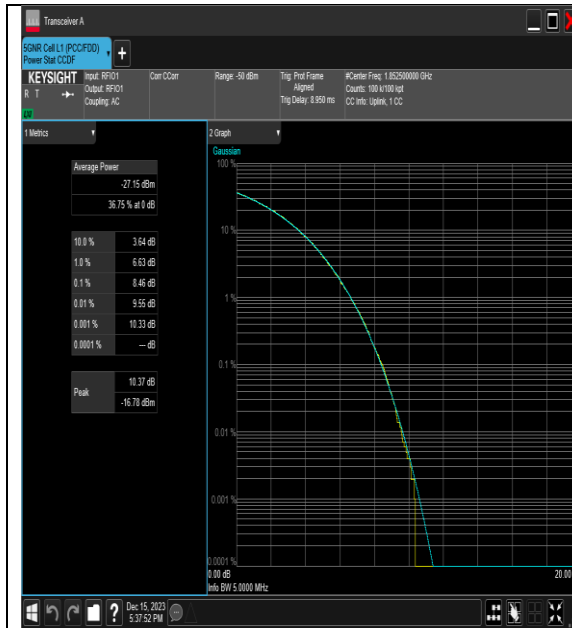 Transceiver A
5GNR Cell L1 (PCC/FDD)
Power Stat CCDF
+
KEYSIGHT
R T
Input: RFIO1
Output: RFIO1
Coupling: AC
Corr CCorr
Range: -50 dBm
Trig: Prot Frame
Aligned
Trig Delay: 8.950 ms
#Center Freq: 1.852500000 GHz
Counts: 100 k/100 kpt
CC Info: Uplink, 1 CC
1 Metrics
Average Power
-27.15 dBm
36.75 % at 0 dB
10.0 % 3.64 dB
1.0 % 6.63 dB
0.1 % 8.46 dB
0.01 % 9.55 dB
0.001 % 10.33 dB
0.0001 % --- dB
Peak
10.37 dB
-16.78 dBm
2 Graph
Gaussian
100 %
10 %
1 %
0.1 %
0.01 %
0.001 %
0.0001 %
0.00 dB
20.00
Info BW 5.0000 MHz
?
Dec 15, 2023
5:37:52 PM